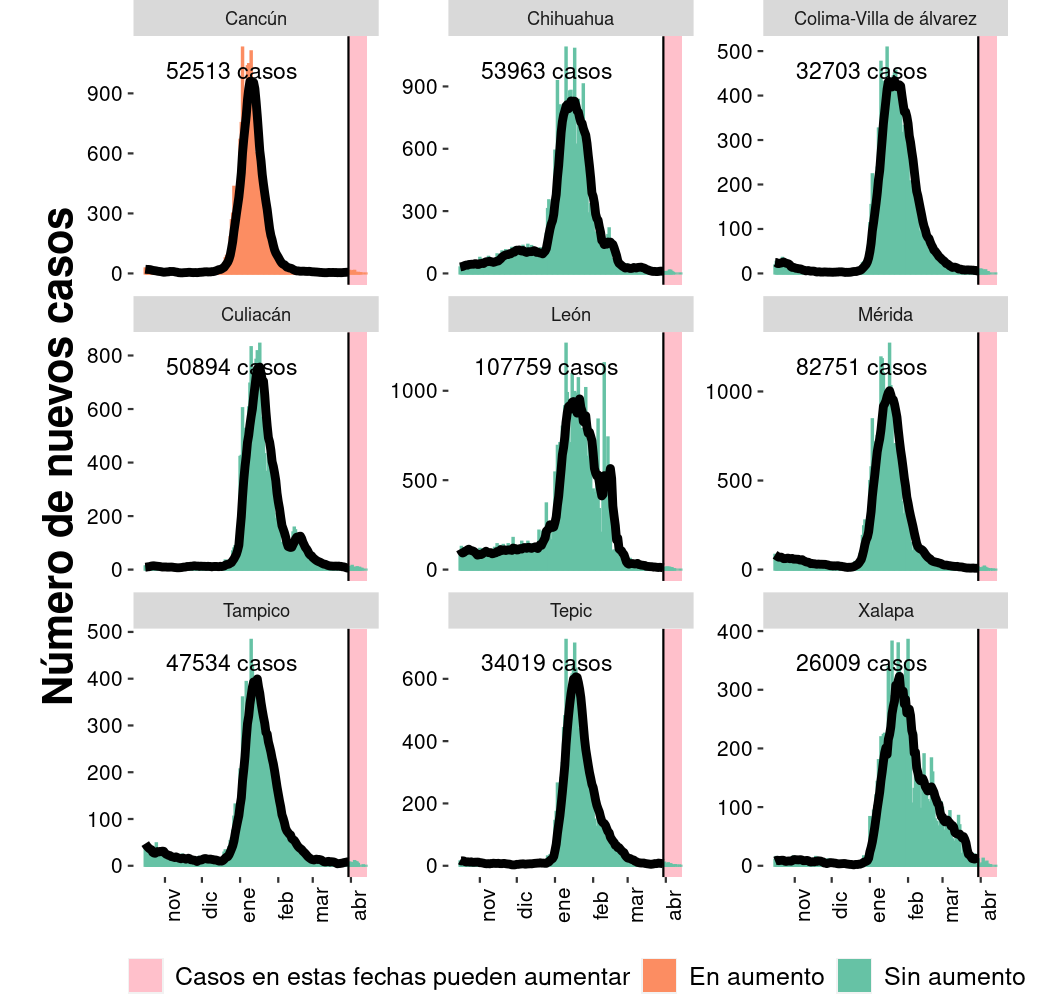 Número de nuevos casos
Cancún
Chihuahua
Colima-Villa de álvarez
52513 casos
53963 casos
32703 casos
900
600
300
0
900
600
300
0
500
400
300
200
100
0
Culiacán
León
Mérida
50894 casos
107759 casos
82751 casos
800
600
400
200
0
1000
500
0
1000
500
0
Tampico
Tepic
Xalapa
47534 casos
34019 casos
26009 casos
500
400
300
200
100
0
600
400
200
0
400
300
200
100
0
nov dic ene feb mar abr
nov dic ene feb mar abr
nov dic ene feb mar abr
Casos en estas fechas pueden aumentar En aumento Sin aumento